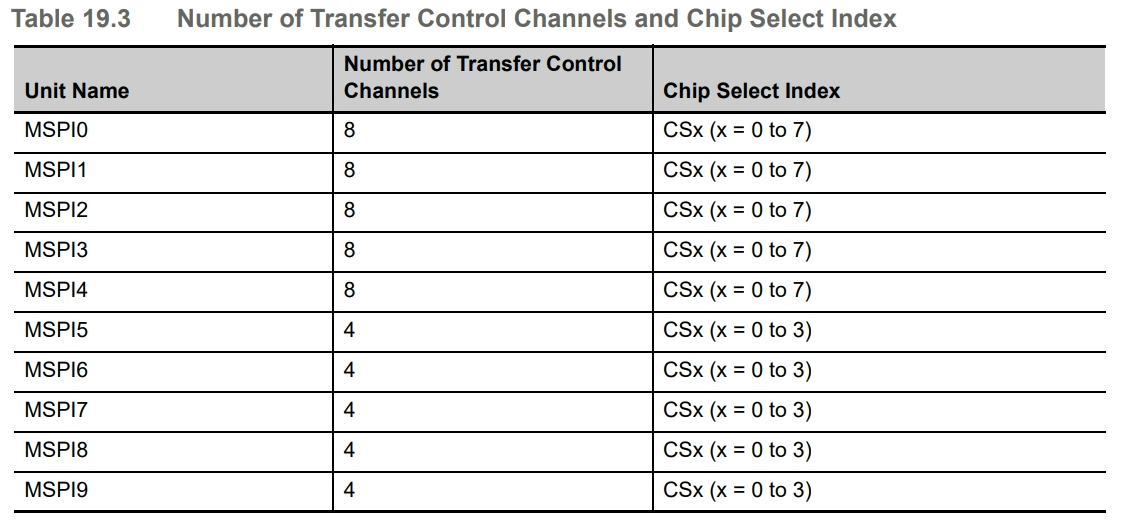 Table 19.3 Number of Transfer Control Channels and Chip Select Index
Unit Name Number of Transfer Control Channels Chip Select Index
MSPI0 8 CSx (x = 0 to 7)
MSPI1 8 CSx (x = 0 to 7)
MSPI2 8 CSx (x = 0 to 7)
MSPI3 8 CSx (x = 0 to 7)
MSPI4 8 CSx (x = 0 to 7)
MSPI5 4 CSx (x = 0 to 3)
MSPI6 4 CSx (x = 0 to 3)
MSPI7 4 CSx (x = 0 to 3)
MSPI8 4 CSx (x = 0 to 3)
MSPI9 4 CSx (x = 0 to 3)